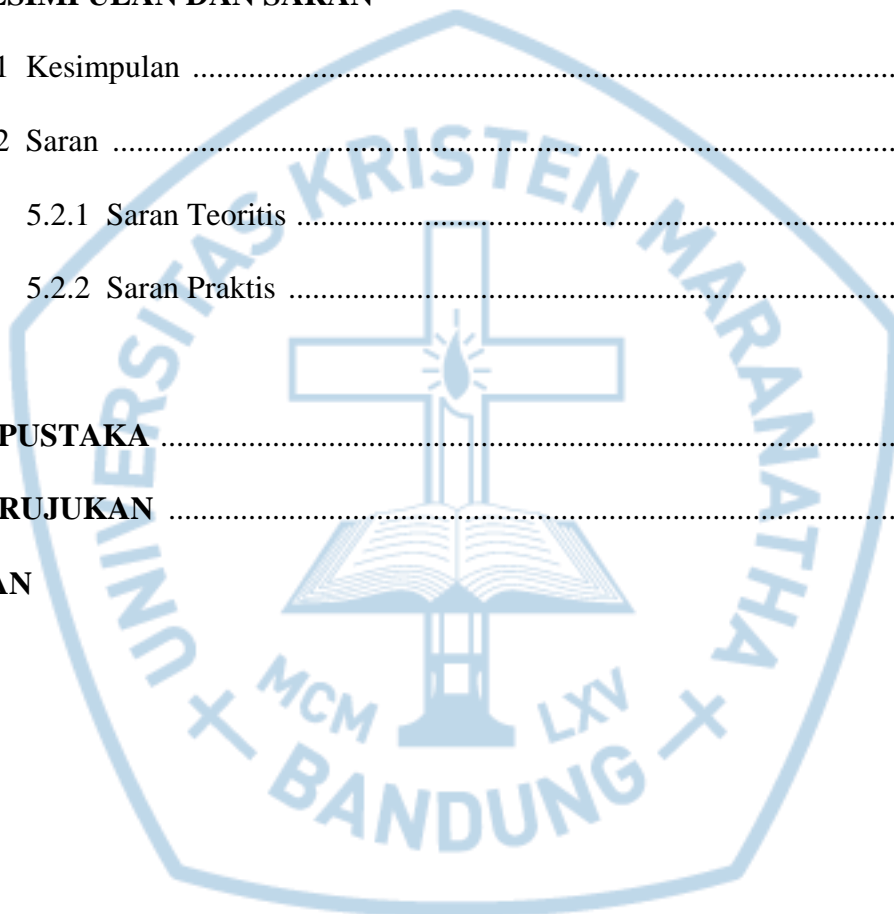 ESIMPULAN DAN SARAN
1 Kesimpulan ........................................................................................
2 Saran ..................................................................................................
5.2.1 Saran Teoritis ...........................................................................
5.2.2 Saran Praktis ............................................................................
PUSTAKA ............................................................................................
RUJUKAN ...........................................................................................
AN
UNIVERSITAS KRISTEN MARANATHA
MCM LXV
BANDUNG